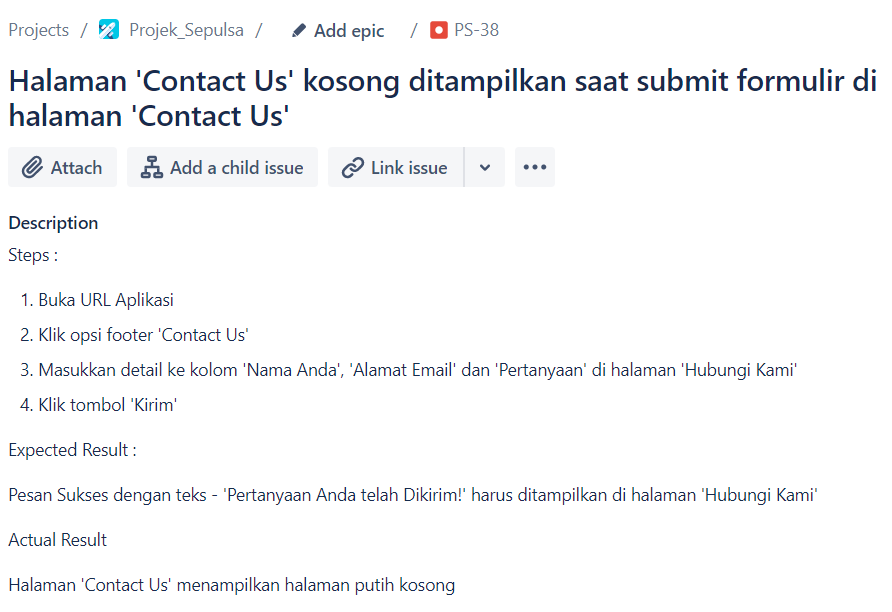 Projects / Projek_Sepulsa / Add epic / PS-38
Halaman 'Contact Us' kosong ditampilkan saat submit formulir di
halaman 'Contact Us'
Attach Add a child issue Link issue
Description
Steps :
1. Buka URL Aplikasi
2. Klik opsi footer 'Contact Us'
3. Masukkan detail ke kolom 'Nama Anda', 'Alamat Email' dan 'Pertanyaan' di halaman 'Hubungi Kami'
4. Klik tombol 'Kirim'
Expected Result :
Pesan Sukses dengan teks - 'Pertanyaan Anda telah Dikirim!' harus ditampilkan di halaman 'Hubungi Kami'
Actual Result
Halaman 'Contact Us' menampilkan halaman putih kosong